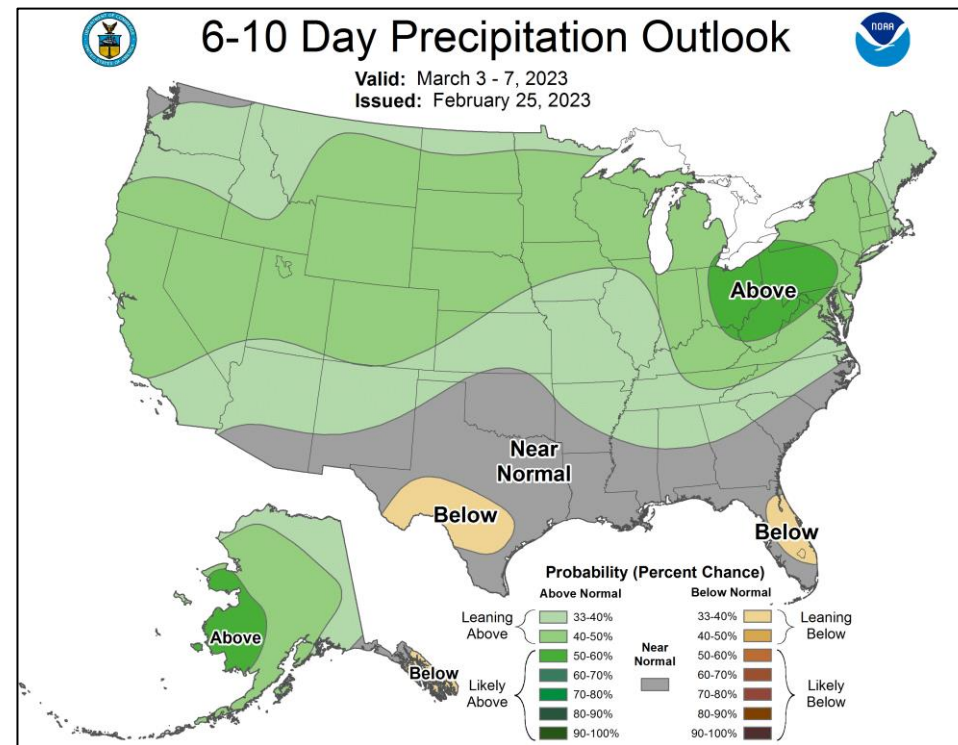 6-10 Day Precipitation Outlook
NOAA
Valid: March 3 - 7, 2023
Issued: February 25, 2023
Above
Near
Normal
Below
Below
Above
Below
Probability (Percent Chance)
Above Normal
Below Normal
Leaning
Above
33-40%
40-50%
Likely
Above
50-60%
60-70%
70-80%
80-90%
90-100%
Near
Normal
33-40%
40-50%
Leaning
Below
50-60%
60-70%
70-80%
80-90%
90-100%
Likely
Below